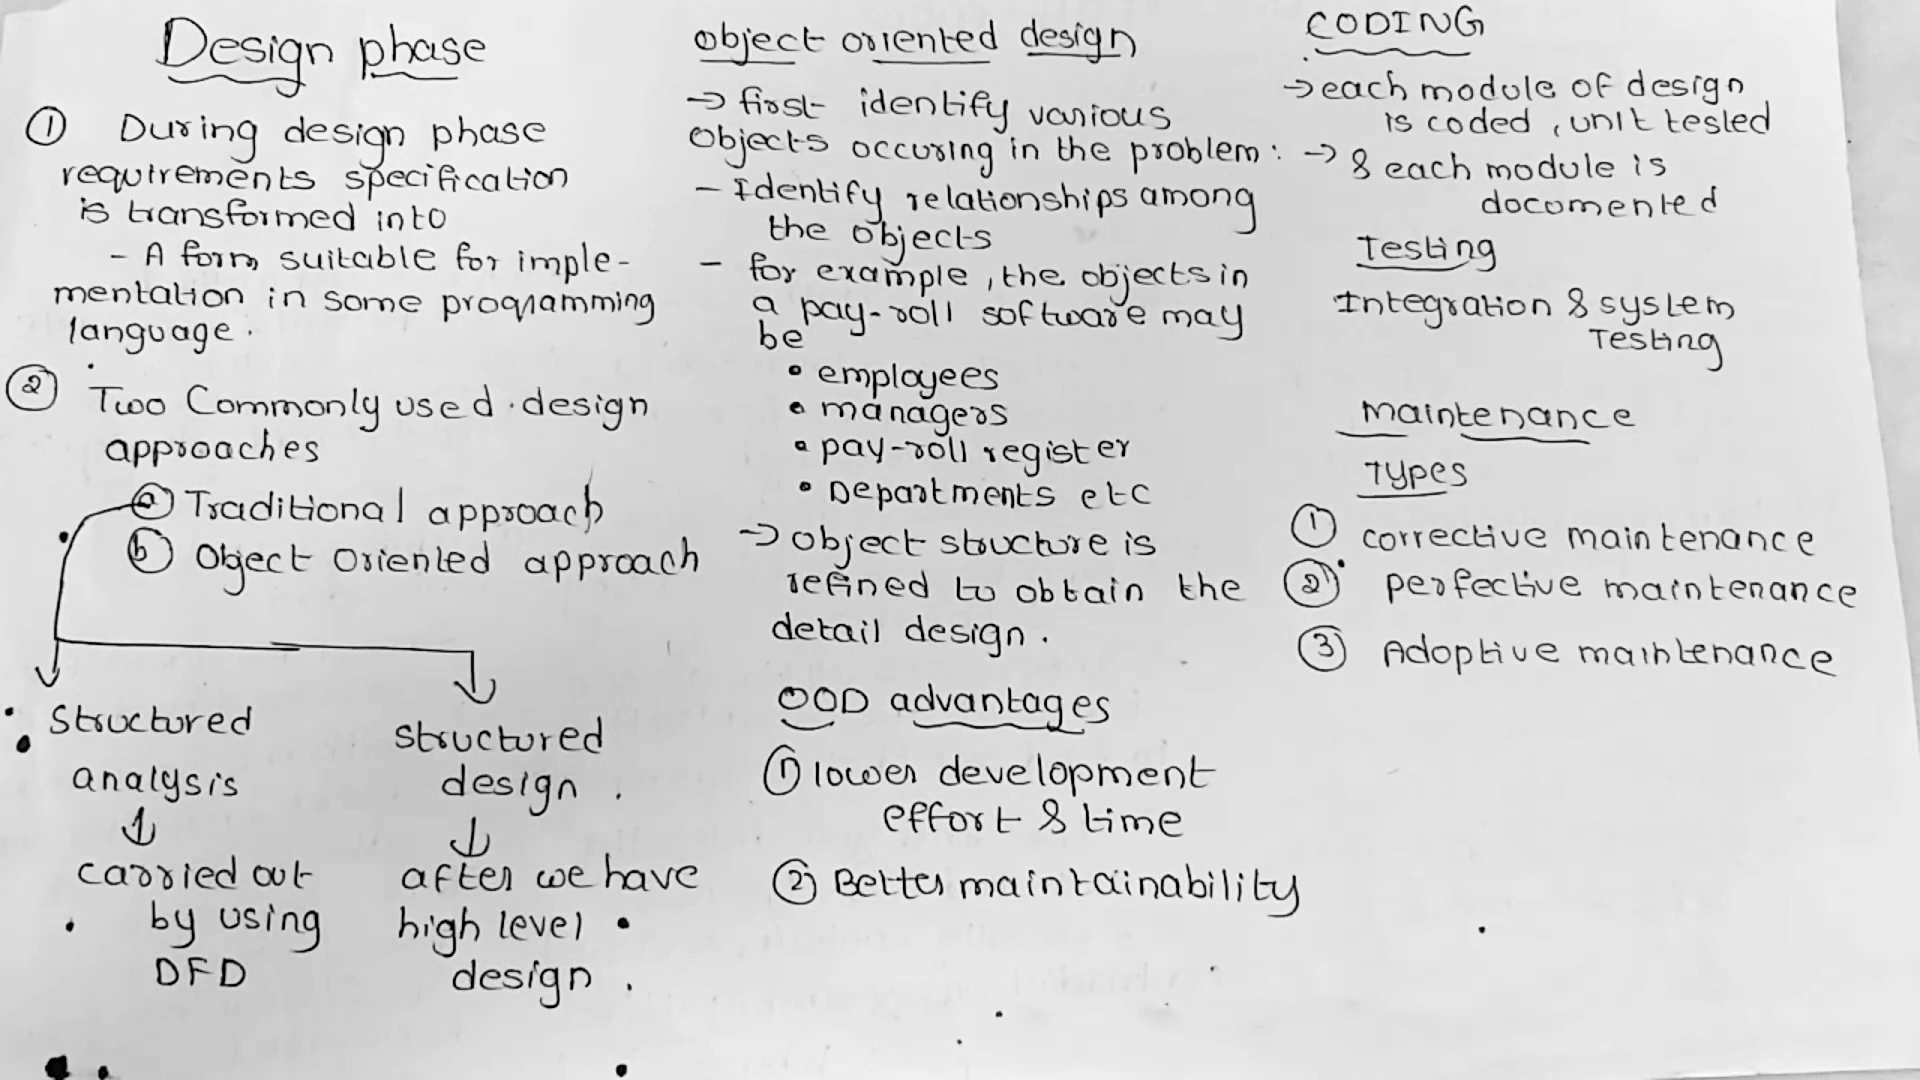 Design phase
① During design phase
requirements specification
is transformed into
- A form suitable for imple-
mentation in some programming
language.
② Two Commonly used design
approaches
ⓐ Traditional approach
ⓑ Object Oriented approach
Structured
analysis
↓
carried out
by using
DFD
structured
design.
↓
after we have
high level
design.
object oriented design
→ first identify various
objects occuring in the problem:
- Identify relationships among
the objects
- for example, the objects in
a pay-roll software may
be
• employees
• managers
• pay-roll register
• Departments etc
→ object structure is
refined to obtain the
detail design.
OOD advantages
① lower development
effort & time
② Better maintainability
CODING
→ each module of design
is coded, unit tested
→ & each module is
documented
Testing
Integration & system
Testing
maintenance
Types
① corrective maintenance
② perfective maintenance
③ Adoptive maintenance